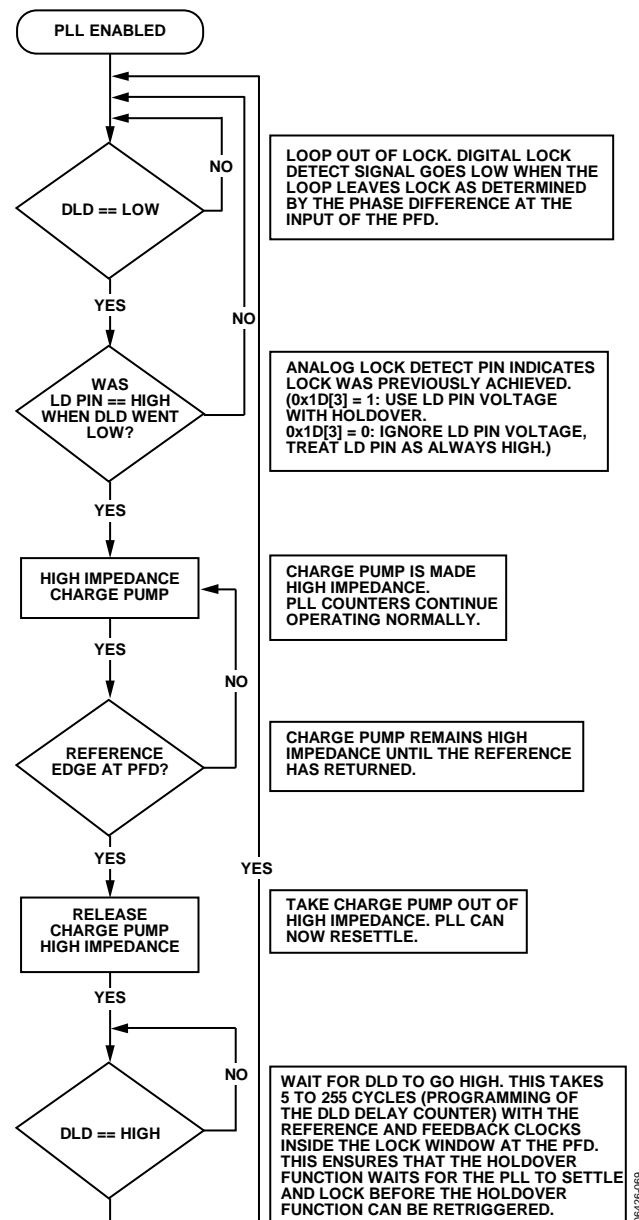 PLL ENABLED
NO
DLD == LOW
LOOP OUT OF LOCK. DIGITAL LOCK
DETECT SIGNAL GOES LOW WHEN THE
LOOP LEAVES LOCK AS DETERMINED
BY THE PHASE DIFFERENCE AT THE
INPUT OF THE PFD.
YES
NO
WAS
LD PIN == HIGH
WHEN DLD WENT
LOW?
ANALOG LOCK DETECT PIN INDICATES
LOCK WAS PREVIOUSLY ACHIEVED.
(0x1D[3] = 1: USE LD PIN VOLTAGE
WITH HOLDOVER.
0x1D[3] = 0: IGNORE LD PIN VOLTAGE,
TREAT LD PIN AS ALWAYS HIGH.)
YES
HIGH IMPEDANCE
CHARGE PUMP
CHARGE PUMP IS MADE
HIGH IMPEDANCE.
PLL COUNTERS CONTINUE
OPERATING NORMALLY.
YES
NO
REFERENCE
EDGE AT PFD?
CHARGE PUMP REMAINS HIGH
IMPEDANCE UNTIL THE REFERENCE
HAS RETURNED.
YES
YES
RELEASE
CHARGE PUMP
HIGH IMPEDANCE
TAKE CHARGE PUMP OUT OF
HIGH IMPEDANCE. PLL CAN
NOW RESETTLE.
YES
NO
DLD == HIGH
WAIT FOR DLD TO GO HIGH. THIS TAKES
5 TO 255 CYCLES (PROGRAMMING OF
THE DLD DELAY COUNTER) WITH THE
REFERENCE AND FEEDBACK CLOCKS
INSIDE THE LOCK WINDOW AT THE PFD.
THIS ENSURES THAT THE HOLDOVER
FUNCTION WAITS FOR THE PLL TO SETTLE
AND LOCK BEFORE THE HOLDOVER
FUNCTION CAN BE RETRIGGERED.
06426-069